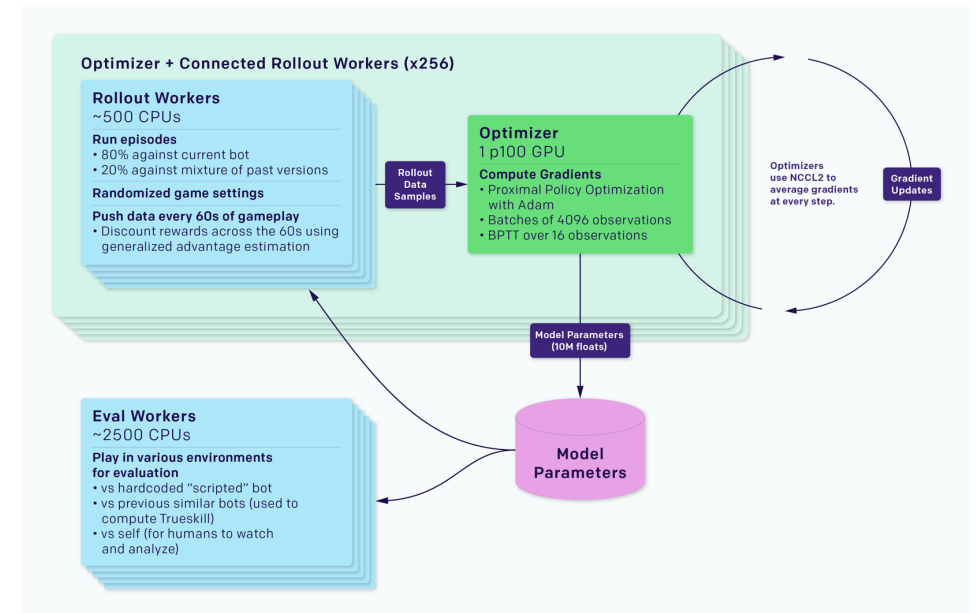 Optimizer + Connected Rollout Workers (x256)
Rollout Workers
~500 CPUs
Run episodes
• 80% against current bot
• 20% against mixture of past versions
Randomized game settings
Push data every 60s of gameplay
• Discount rewards across the 60s using
generalized advantage estimation
Rollout
Data
Samples
Optimizer
1 p100 GPU
Compute Gradients
• Proximal Policy Optimization
with Adam
• Batches of 4096 observations
• BPTT over 16 observations
Optimizers
use NCCL2 to
average gradients
at every step.
Gradient
Updates
Model Parameters
(10M floats)
Eval Workers
~2500 CPUs
Play in various environments
for evaluation
• vs hardcoded “scripted” bot
• vs previous similar bots (used to
compute Trueskill)
• vs self (for humans to watch
and analyze)
Model
Parameters